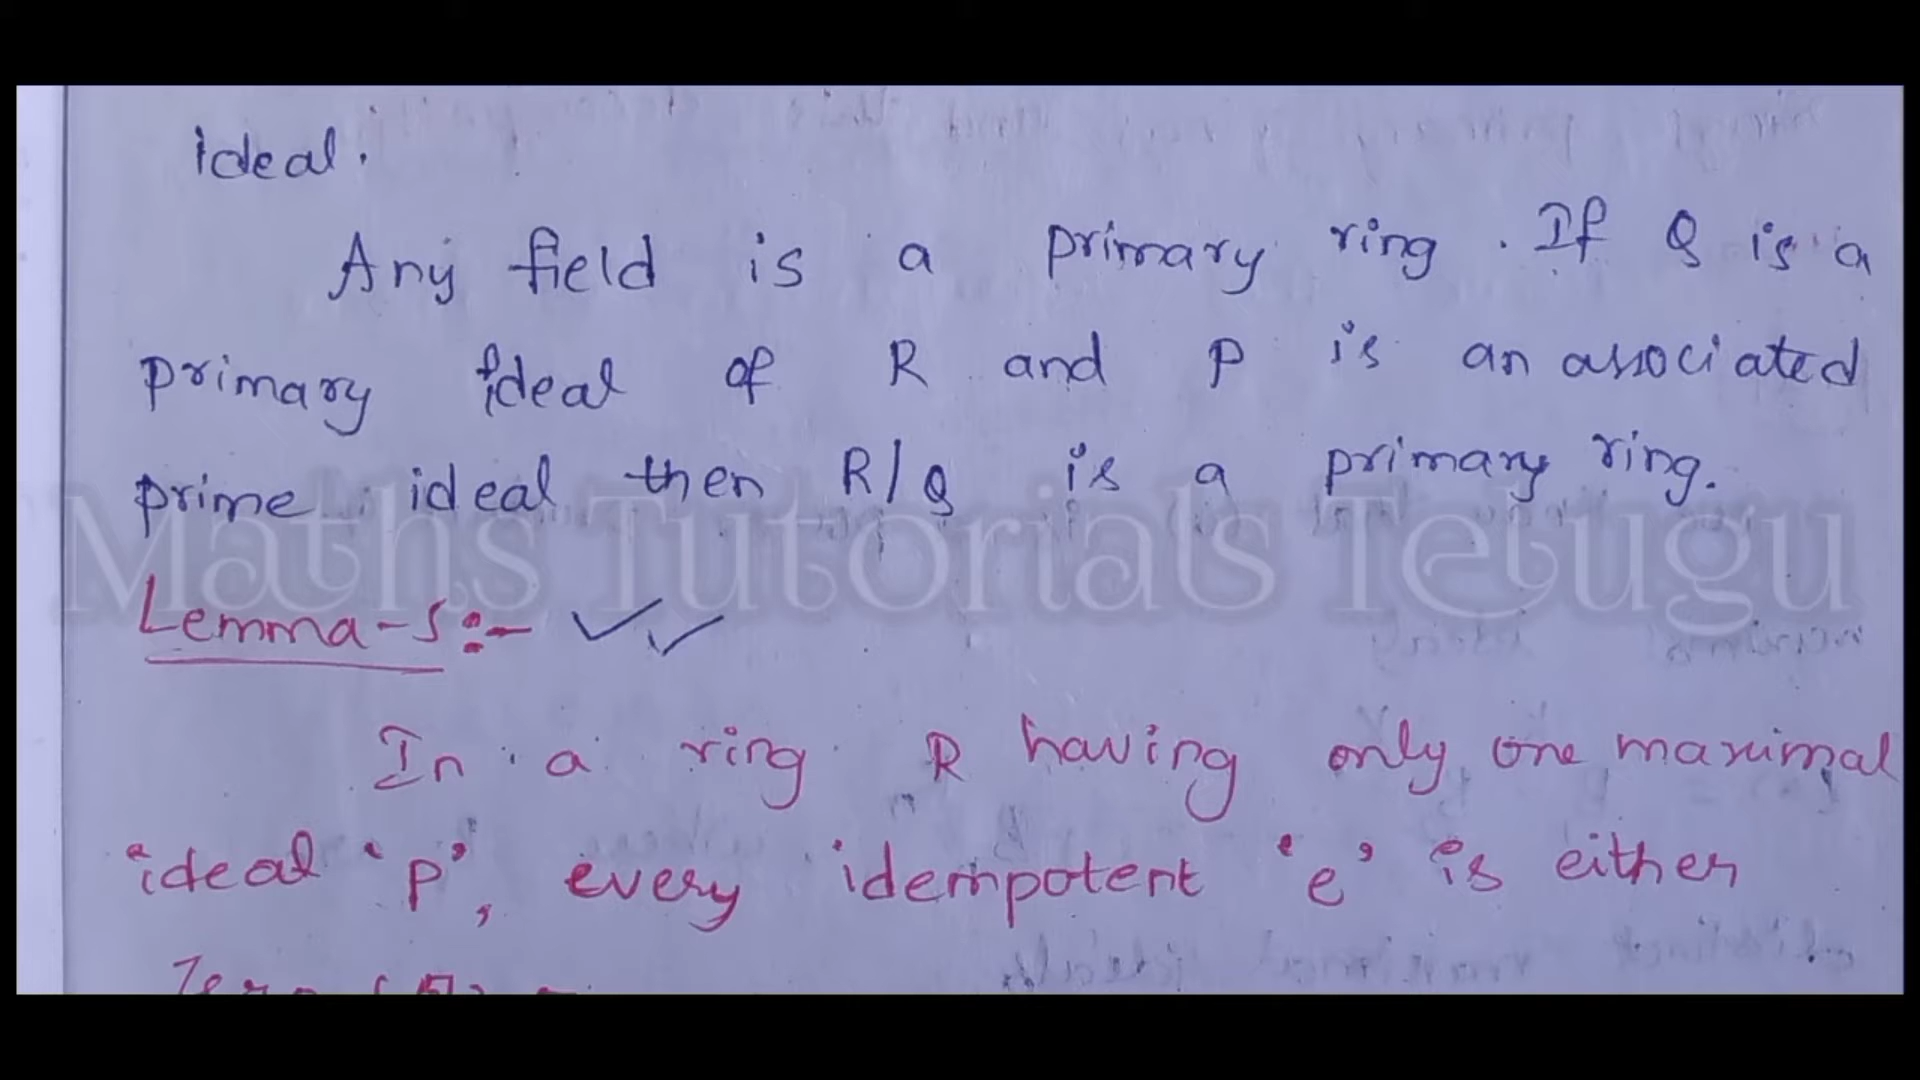 ideal.
Any field is a primary ring. If Q is a
primary ideal of R and P is an associated
prime ideal then R/Q is a primary ring.
Maths Tutorials Telugu
Lemma-5:-
In a ring R having only one maximal
ideal 'p', every idempotent 'e' is either